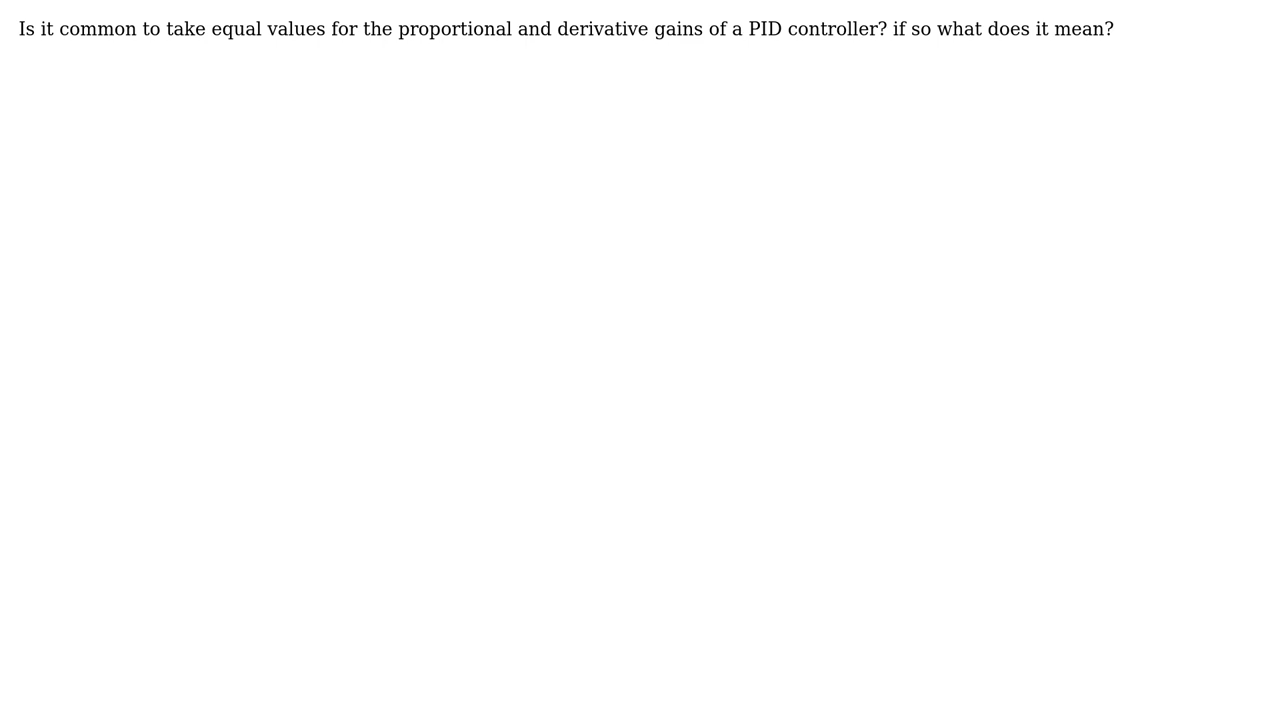 Is it common to take equal values for the proportional and derivative gains of a PID controller? if so what does it mean?